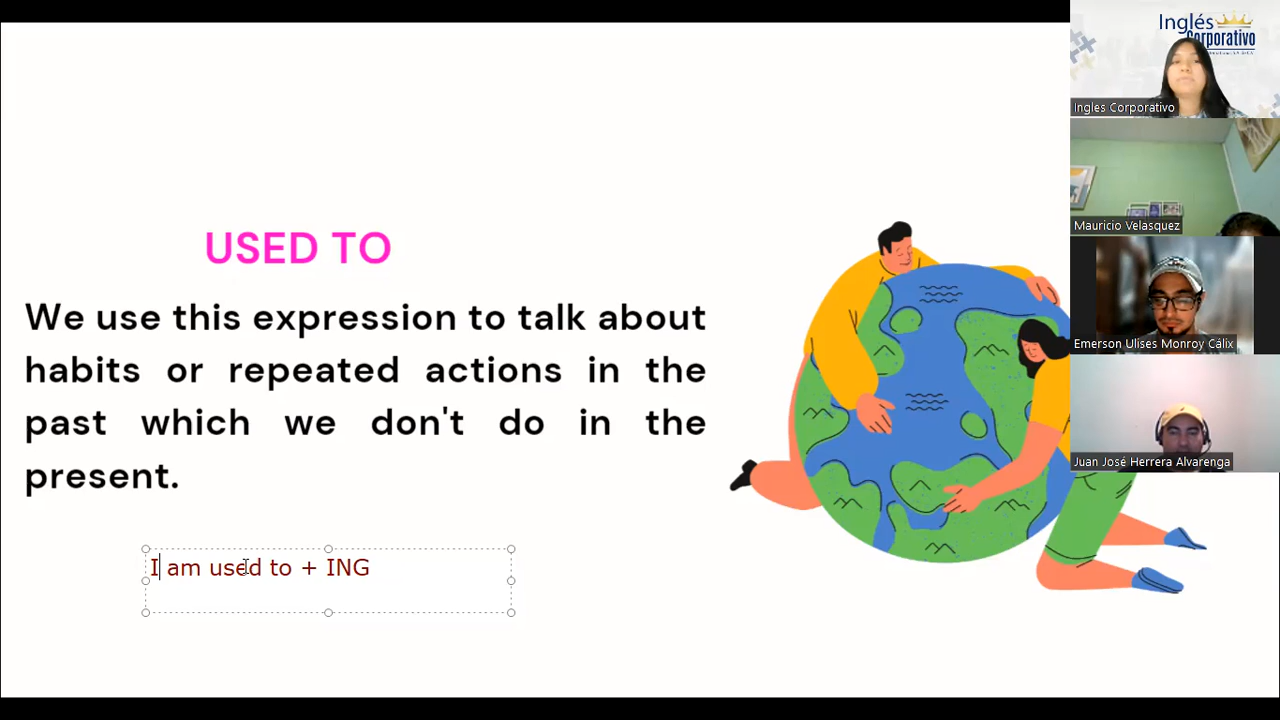 USED TO
We use this expression to talk about
habits or repeated actions in the
past which we don't do in the
present.
I am used to + ING
Inglés
Corporativo
Ingles Corporativo
Mauricio Velasquez
Emerson Ulises Monroy Cálix
Juan José Herrera Alvarenga